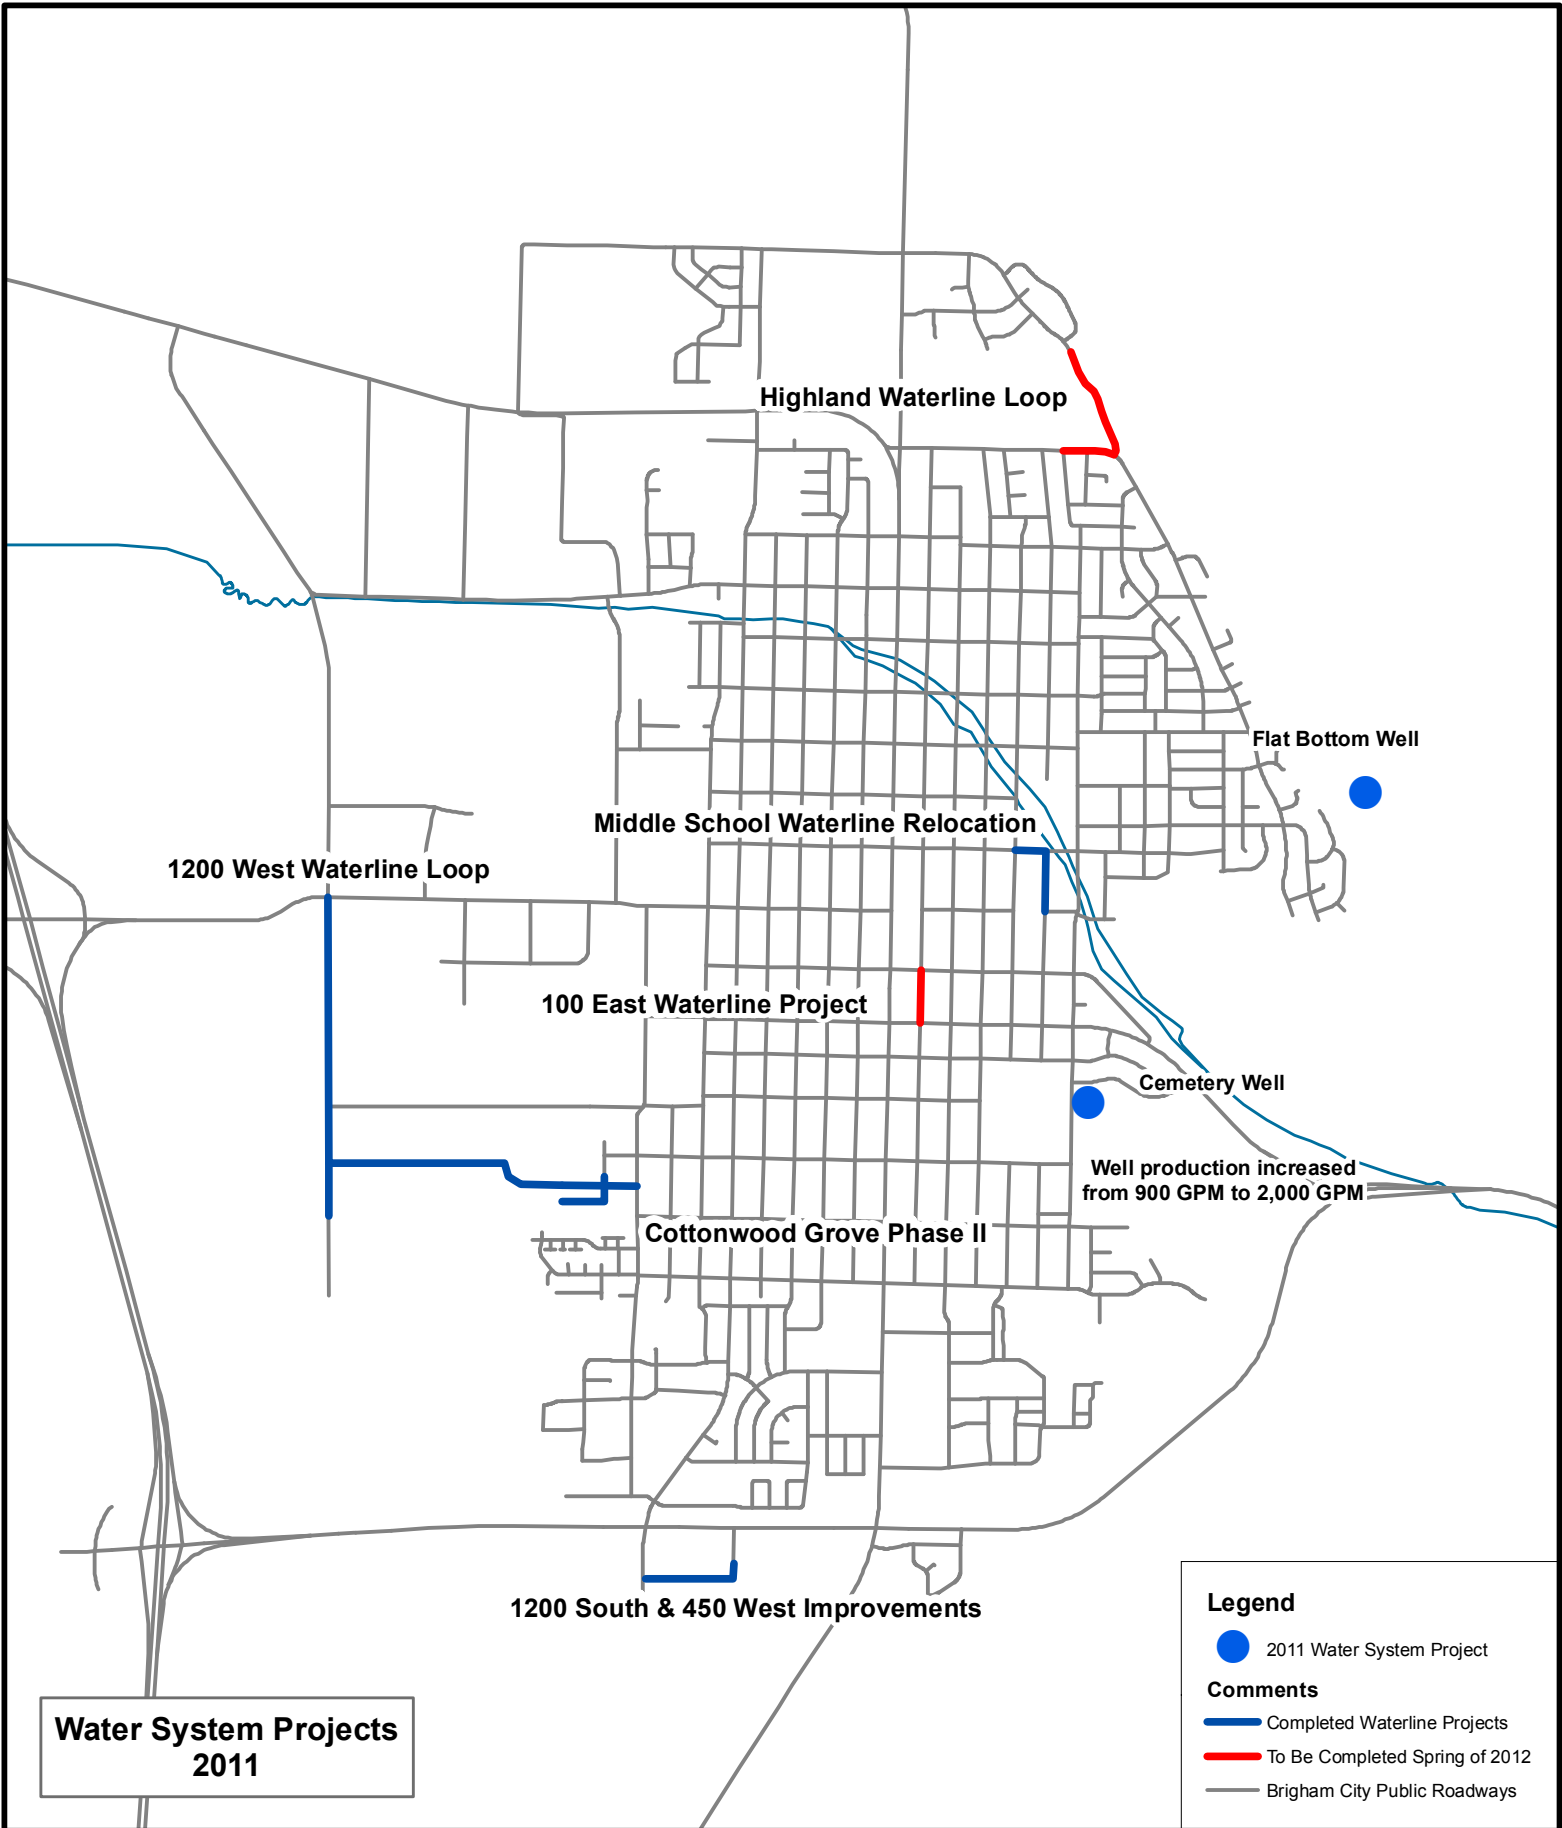 Highland Waterline Loop
Flat Bottom Well
Middle School Waterline Relocation
1200 West Waterline Loop
100 East Waterline Project
Cemetery Well
Well production increased
from 900 GPM to 2,000 GPM
Cottonwood Grove Phase II
1200 South & 450 West Improvements
Water System Projects
2011
Legend
2011 Water System Project
Comments
Completed Waterline Projects
To Be Completed Spring of 2012
Brigham City Public Roadways